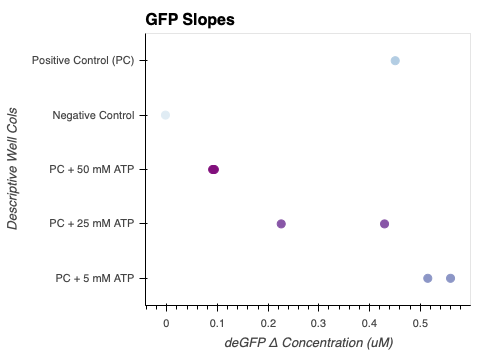 GFP Slopes
Positive Control (PC)
Negative Control
PC + 50 mM ATP
PC + 25 mM ATP
PC + 5 mM ATP
Descriptive Well Cols
0 0.1 0.2 0.3 0.4 0.5
deGFP Δ Concentration (uM)